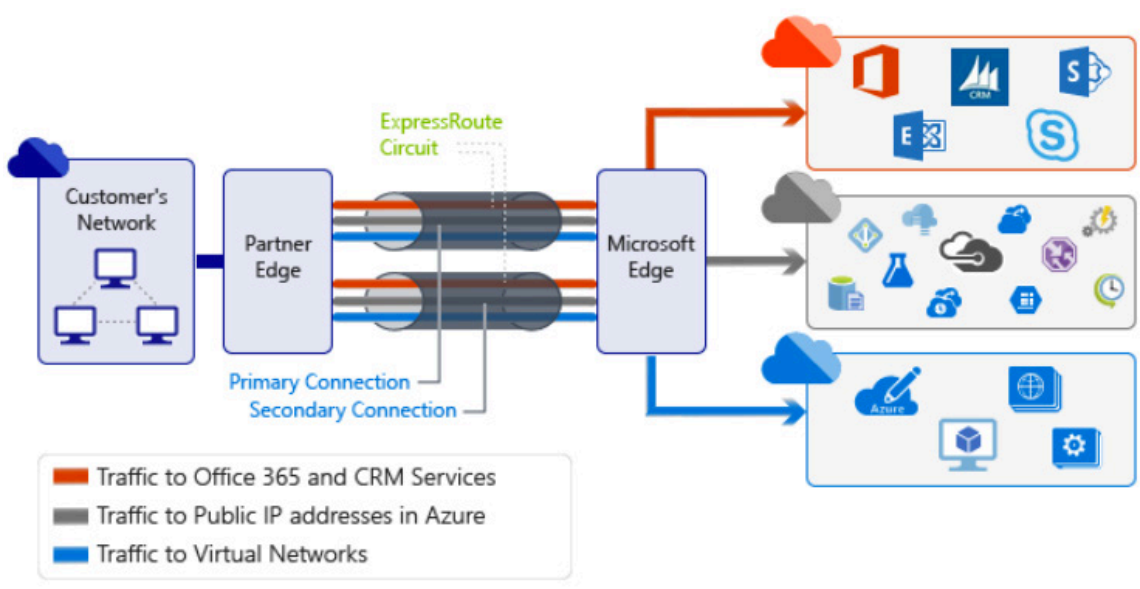 ExpressRoute
Circuit
Customer's
Network
Partner
Edge
Microsoft
Edge
Primary Connection
Secondary Connection
CRM
S
E
S
Azure
Traffic to Office 365 and CRM Services
Traffic to Public IP addresses in Azure
Traffic to Virtual Networks